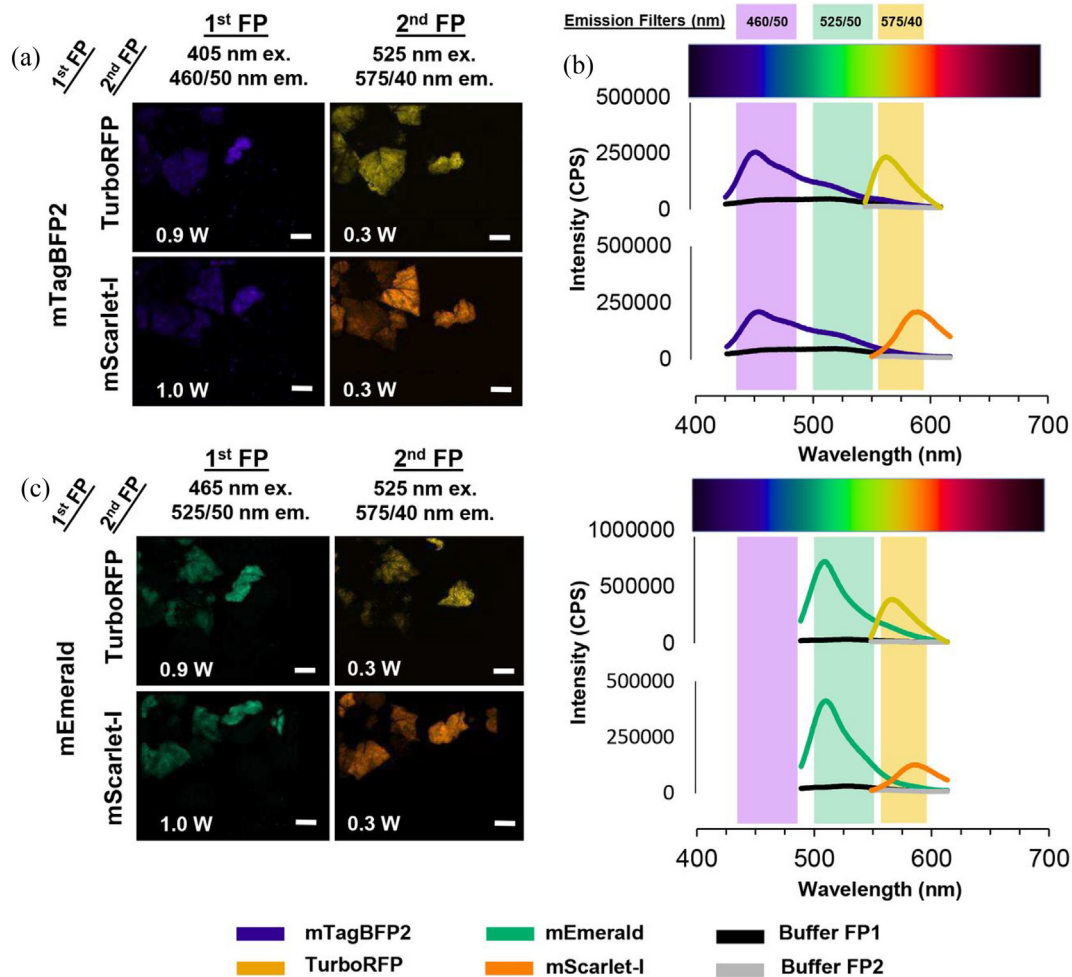 (a)
1st FP
2nd FP
1st FP
405 nm ex.
460/50 nm em.
2nd FP
525 nm ex.
575/40 nm em.
mTagBFP2
TurboRFP
0.9 W
0.3 W
mScarlet-I
1.0 W
0.3 W
Emission Filters (nm)
460/50
525/50
575/40
(b)
500000
250000
0
500000
250000
0
Intensity (CPS)
400
500
600
700
Wavelength (nm)
(c)
1st FP
2nd FP
1st FP
465 nm ex.
525/50 nm em.
2nd FP
525 nm ex.
575/40 nm em.
mEmerald
TurboRFP
0.9 W
0.3 W
mScarlet-I
1.0 W
0.3 W
1000000
500000
0
500000
250000
0
Intensity (CPS)
400
500
600
700
Wavelength (nm)
mTagBFP2
mEmerald
Buffer FP1
TurboRFP
mScarlet-I
Buffer FP2